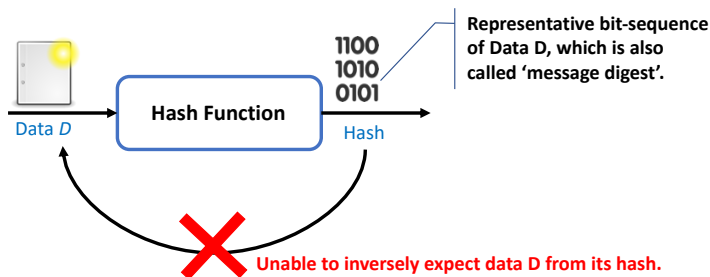 Representative bit-sequence
of Data D, which is also
called ‘message digest’.
1100
1010
0101
Hash Function
Data D
Hash
Unable to inversely expect data D from its hash.